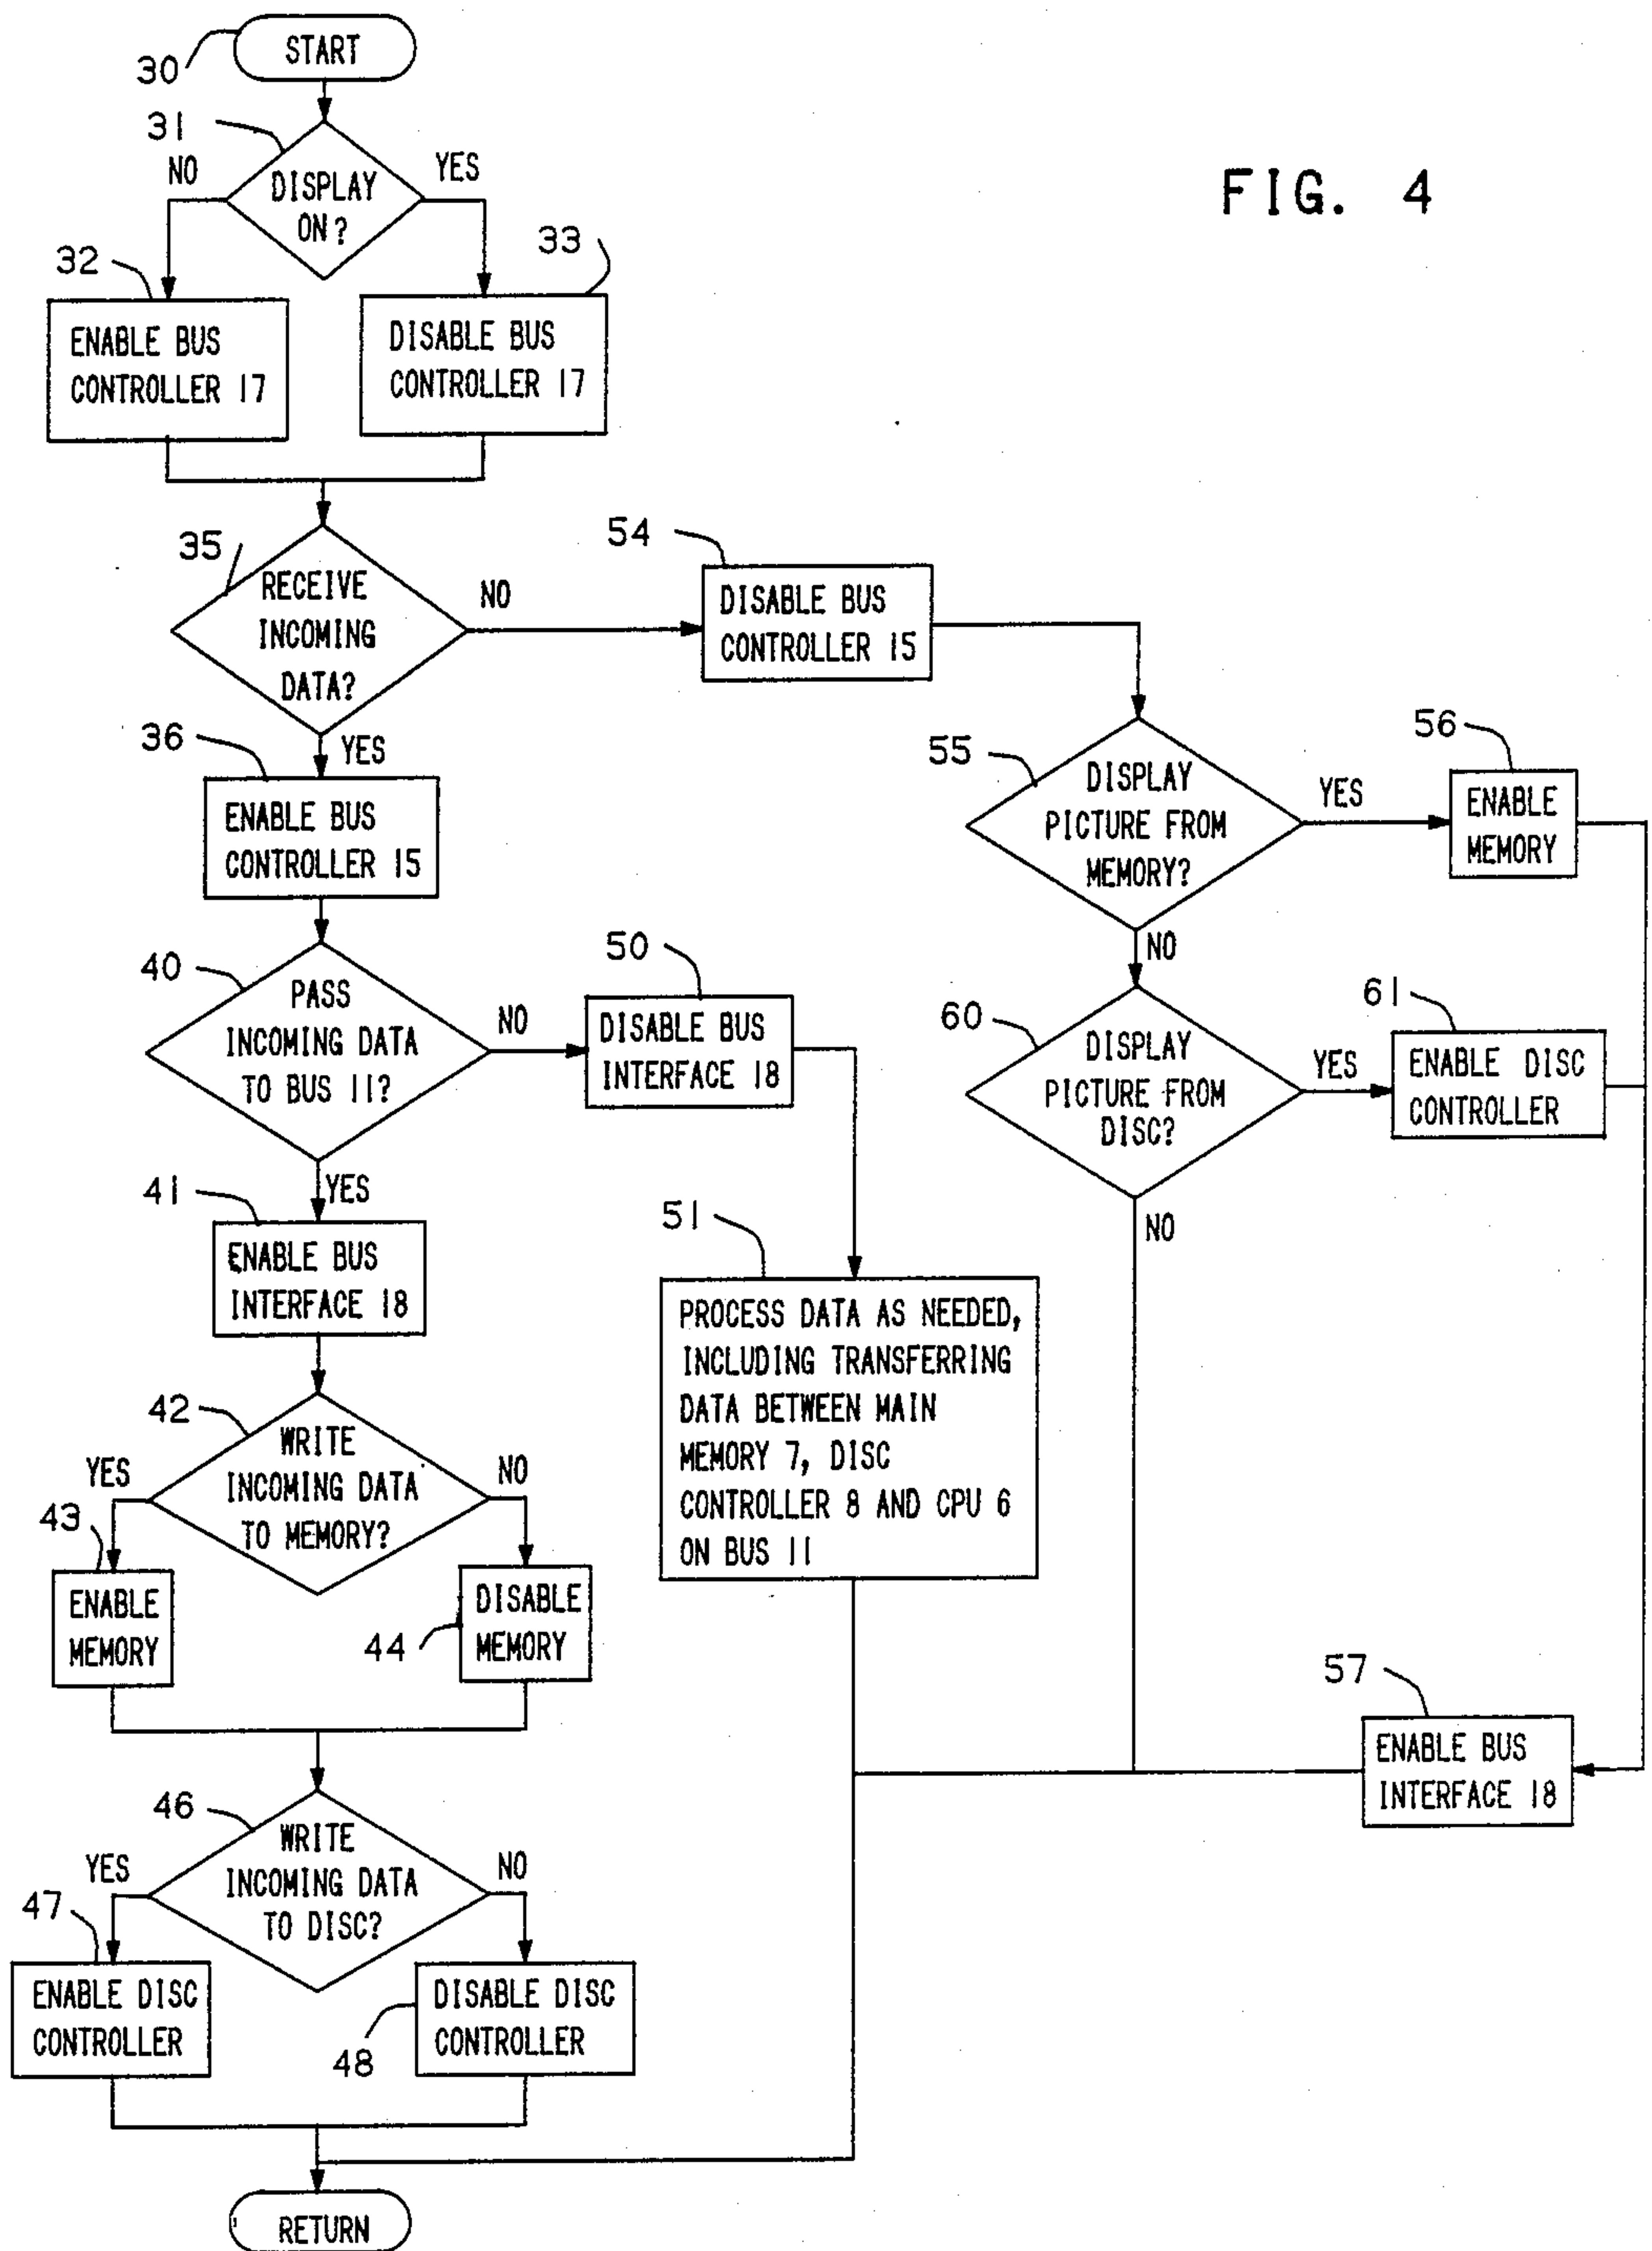 FIG. 4
30
START
31
NO
YES
DISPLAY
ON?
32
33
ENABLE BUS
CONTROLLER 17
DISABLE BUS
CONTROLLER 17
35
RECEIVE
INCOMING
DATA?
NO
YES
54
DISABLE BUS
CONTROLLER 15
36
ENABLE BUS
CONTROLLER 15
55
DISPLAY
PICTURE FROM
MEMORY?
YES
NO
56
ENABLE
MEMORY
40
PASS
INCOMING DATA
TO BUS 11?
NO
YES
50
DISABLE BUS
INTERFACE 18
60
DISPLAY
PICTURE FROM
DISC?
YES
NO
61
ENABLE DISC
CONTROLLER
41
ENABLE BUS
INTERFACE 18
51
PROCESS DATA AS NEEDED,
INCLUDING TRANSFERRING
DATA BETWEEN MAIN
MEMORY 7, DISC
CONTROLLER 8 AND CPU 6
ON BUS 11
42
WRITE
INCOMING DATA
TO MEMORY?
YES
NO
43
ENABLE
MEMORY
44
DISABLE
MEMORY
57
ENABLE BUS
INTERFACE 18
46
WRITE
INCOMING DATA
TO DISC?
YES
NO
47
ENABLE DISC
CONTROLLER
48
DISABLE DISC
CONTROLLER
RETURN